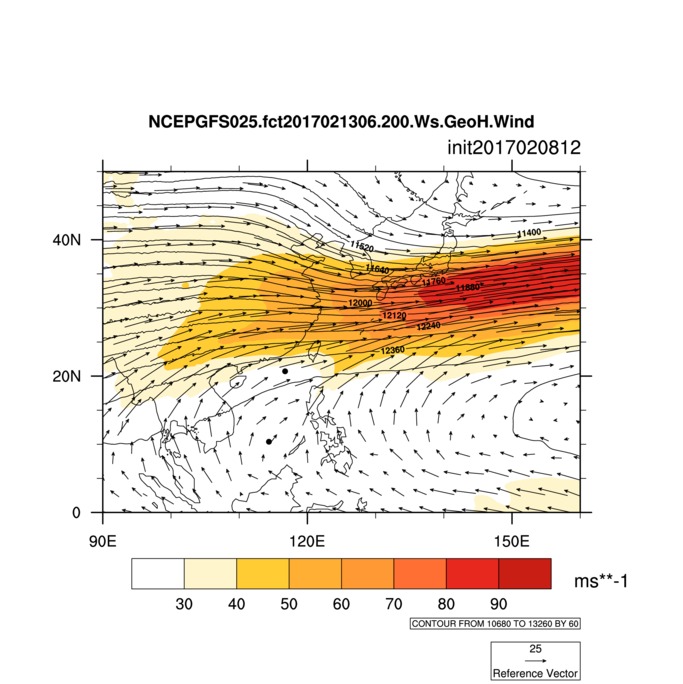 NCEPGFS025.fct2017021306.200.Ws.GeoH.Wind
init2017020812
11400
11520
40N
11640
11760
11880
12000
12120
12240
12360
20N
0
90E 120E 150E
ms**-1
30 40 50 60 70 80 90
CONTOUR FROM 10680 TO 13260 BY 60
25
Reference Vector